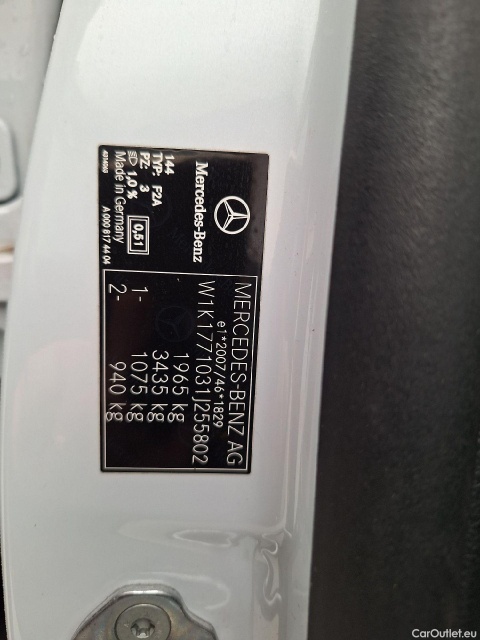 MERCEDES-BENZ AG
e1*2007/46*1829
W1K1771031J255802
1965 kg
3435 kg
1- 1075 kg
2- 940 kg
Mercedes-Benz
144
TYP: F2A
PZ: 3
1,0 % 0,51
Made in Germany
A 000 817 44 04
CarOutlet.eu